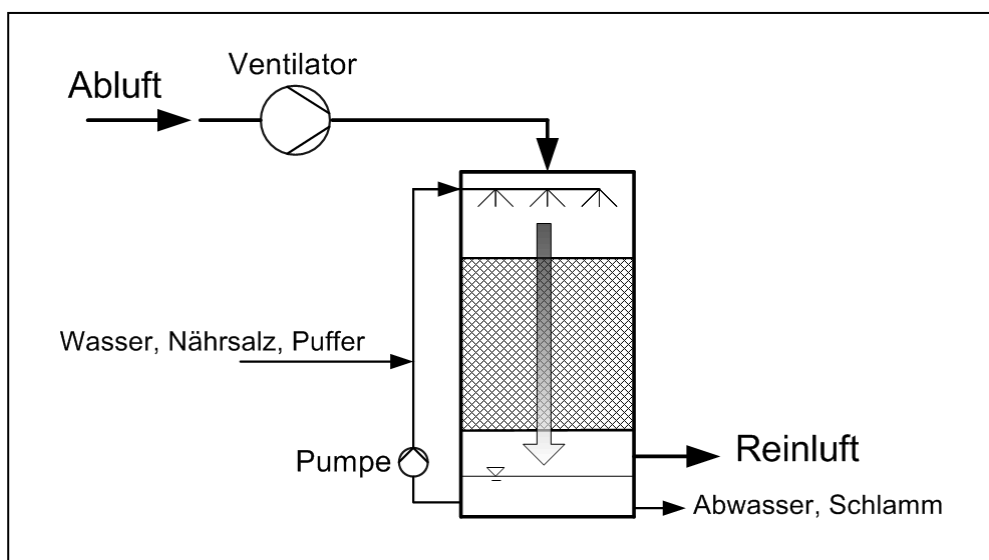 Ventilator
Abluft
Wasser, Nährsalz, Puffer
Pumpe
Reinluft
Abwasser, Schlamm